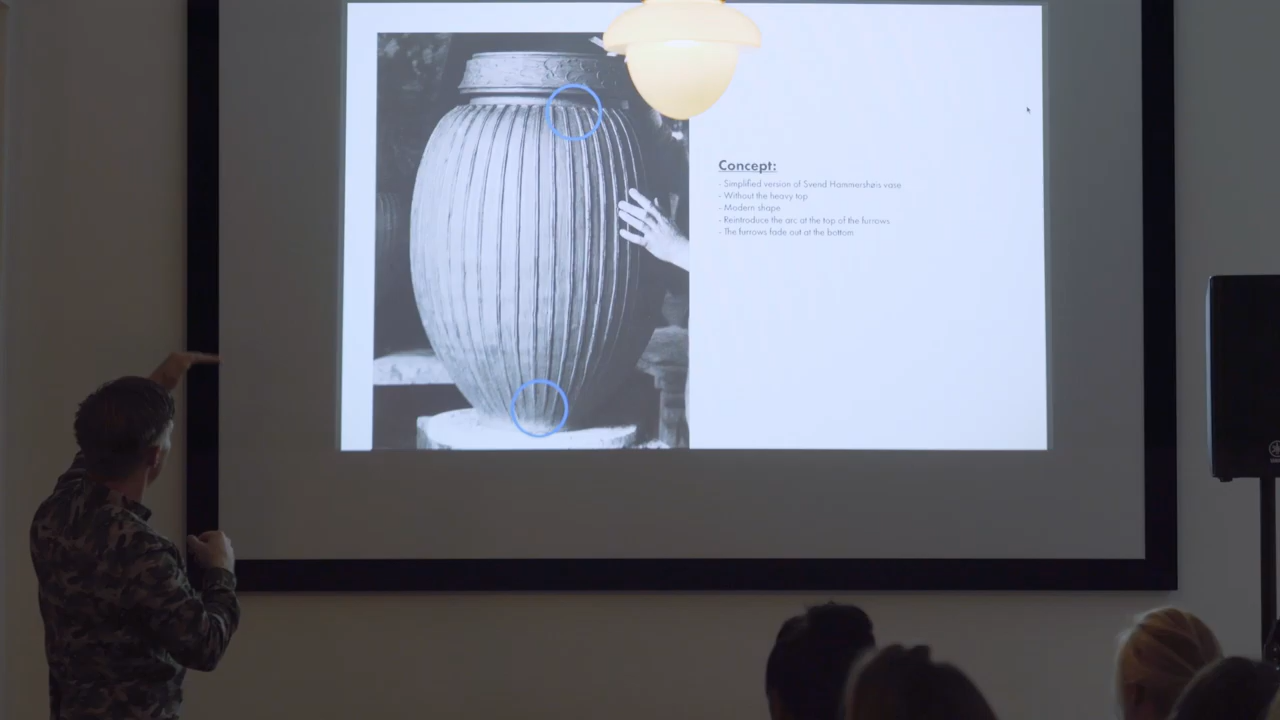 Concept:
- Simplified version of Svend Hammershøis vase
- Without the heavy top
- Modern shape
- Reintroduce the arc at the top of the furrows
- The furrows fade out at the bottom